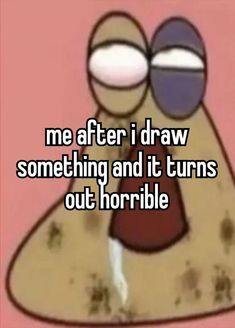 me after i draw
something and it turns
out horrible